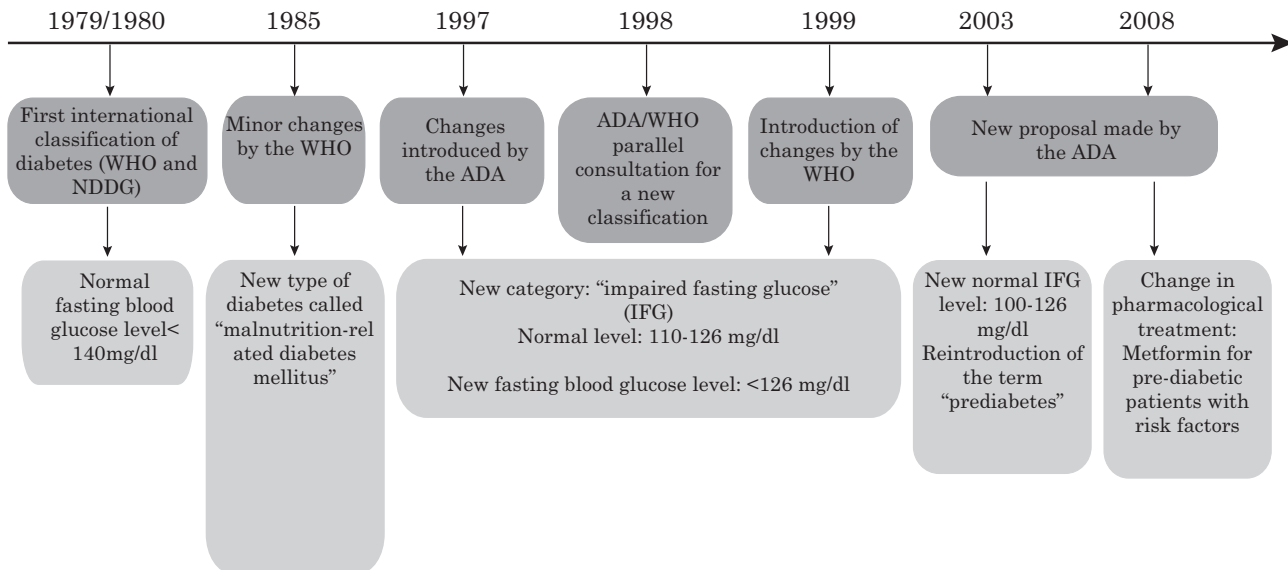 1979/1980
1985
1997
1998
1999
2003
2008
First international
classification of
diabetes (WHO and
NDDG)
Minor changes
by the WHO
Changes
introduced by
the ADA
ADA/WHO
parallel
consultation for
a new
classification
Introduction of
changes by the
WHO
New proposal made by
the ADA
Normal
fasting blood
glucose level<
140mg/dl
New type of
diabetes called
“malnutrition-rel
ated diabetes
mellitus”
New category: “impaired fasting glucose”
(IFG)
Normal level: 110-126 mg/dl
New fasting blood glucose level: <126 mg/dl
New normal IFG
level: 100-126
mg/dl
Reintroduction of
the term
“prediabetes”
Change in
pharmacological
treatment:
Metformin for
pre-diabetic
patients with
risk factors